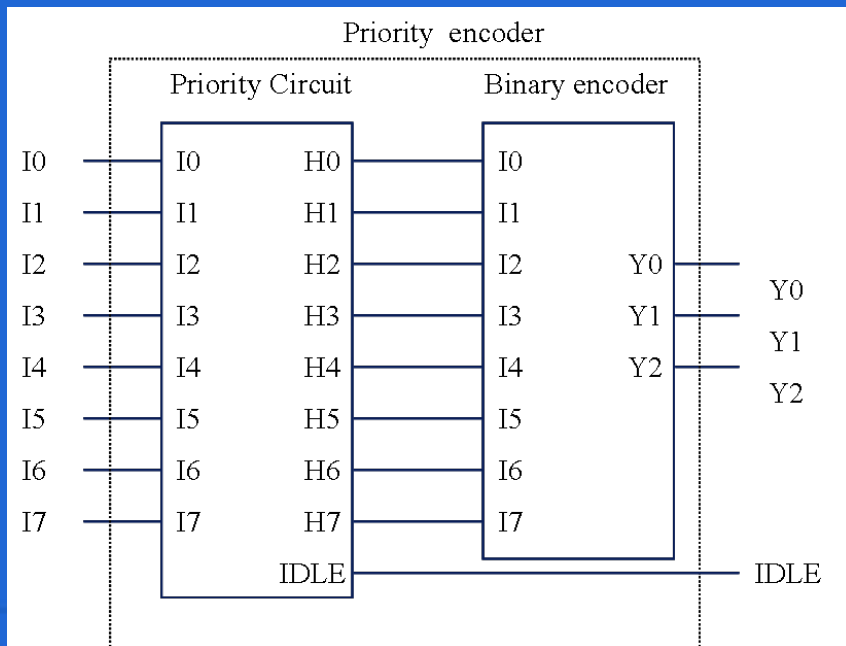 Priority encoder
Priority Circuit Binary encoder
I0 I0 H0 I0
I1 I1 H1 I1
I2 I2 H2 I2 Y0
Y0
I3 I3 H3 I3 Y1
Y1
I4 I4 H4 I4 Y2
Y2
I5 I5 H5 I5
I6 I6 H6 I6
I7 I7 H7 I7
IDLE IDLE